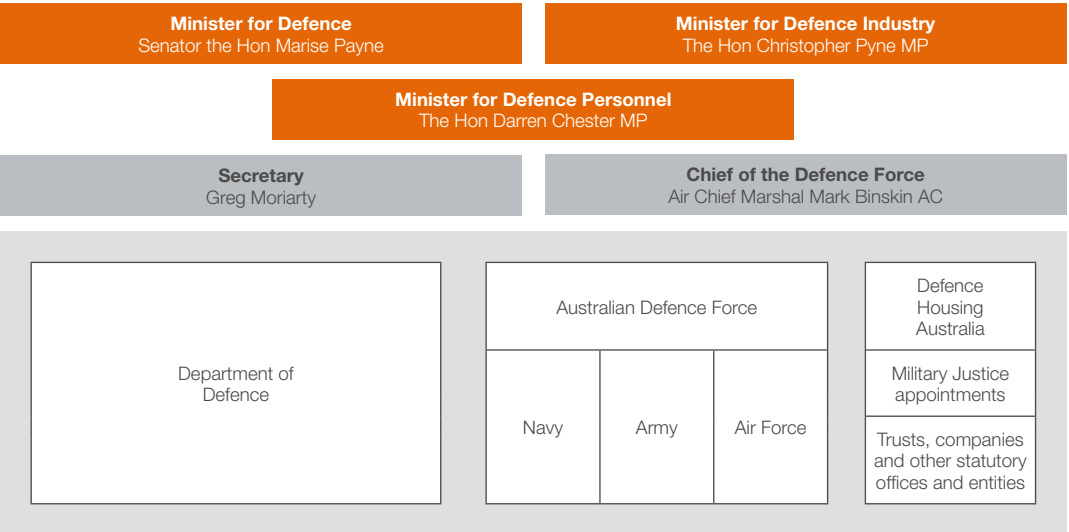 Minister for Defence
Senator the Hon Marise Payne
Minister for Defence Industry
The Hon Christopher Pyne MP
Minister for Defence Personnel
The Hon Darren Chester MP
Secretary
Greg Moriarty
Chief of the Defence Force
Air Chief Marshal Mark Binskin AC
Department of
Defence
Australian Defence Force
Navy
Army
Air Force
Defence
Housing
Australia
Military Justice
appointments
Trusts, companies
and other statutory
offices and entities